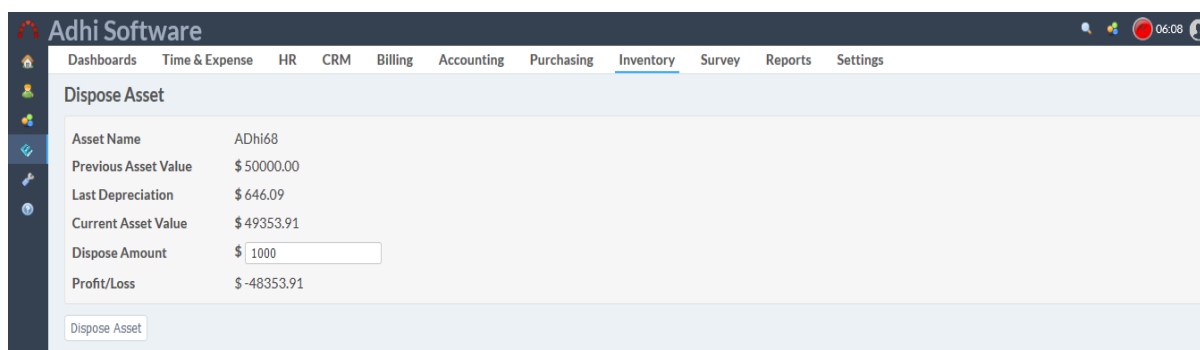 Adhi Software 06:08
Dashboards Time & Expense HR CRM Billing Accounting Purchasing Inventory Survey Reports Settings
Dispose Asset
Asset Name ADhi68
Previous Asset Value $ 50000.00
Last Depreciation $ 646.09
Current Asset Value $ 49353.91
Dispose Amount $ 1000
Profit/Loss $ -48353.91
Dispose Asset